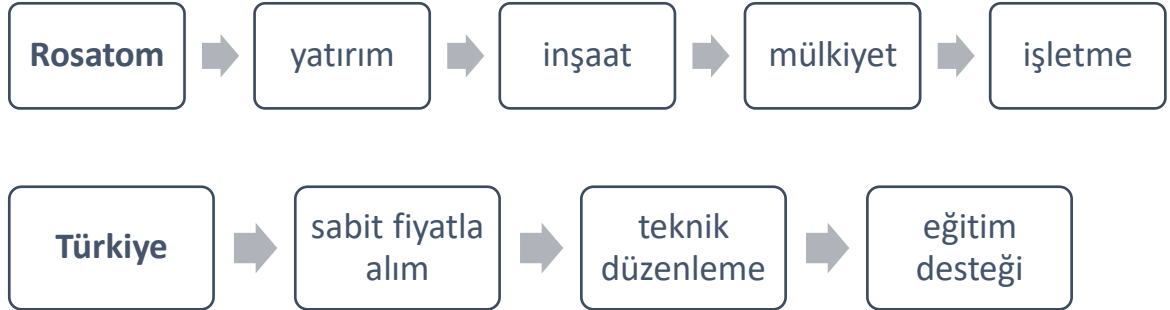 Rosatom
yatırım
inşaat
mülkiyet
işletme
Türkiye
sabit fiyatla
alım
teknik
düzenleme
eğitim
desteği